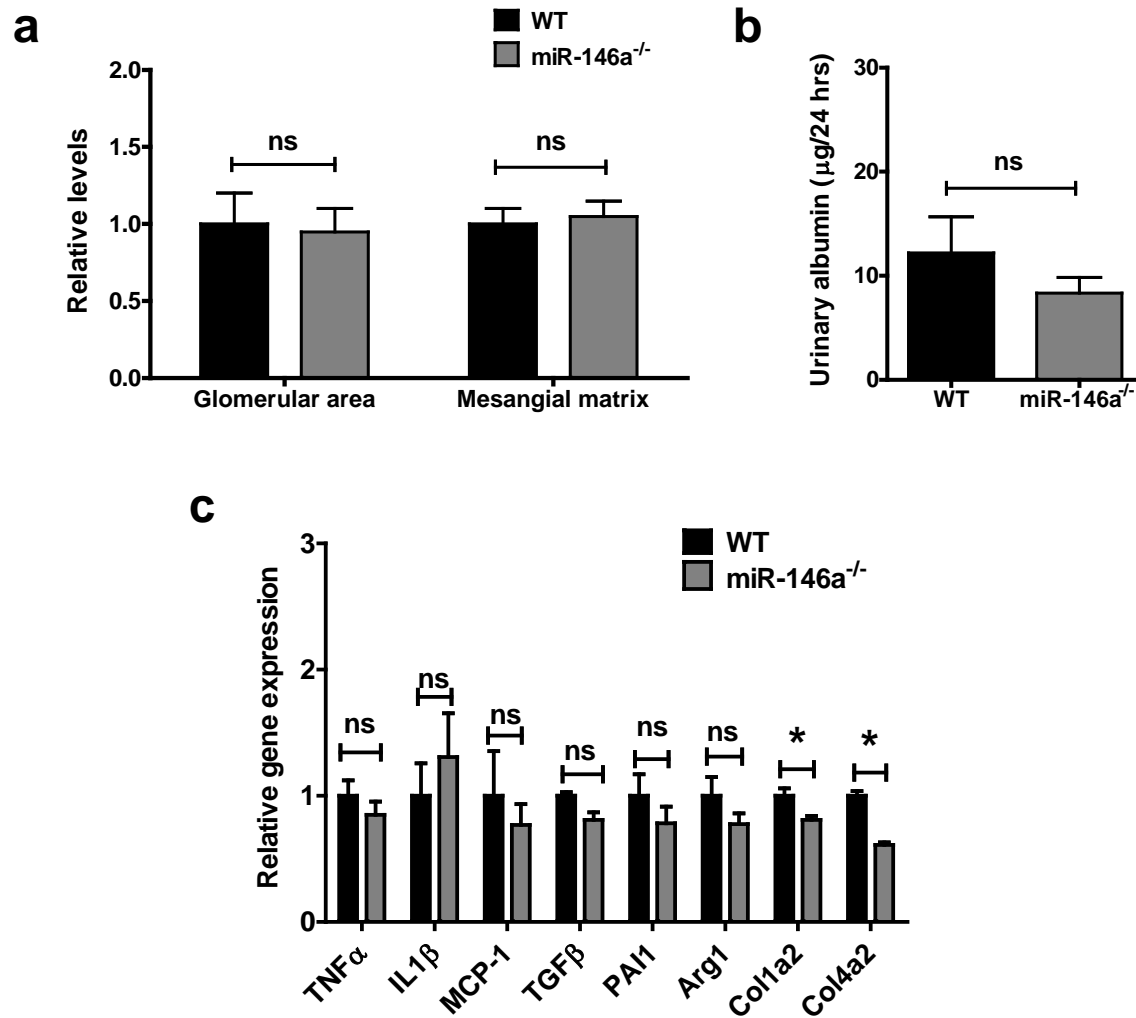 a
WT
miR-146a-/-
Relative levels
2.0
1.5
1.0
0.5
0.0
ns
ns
Glomerular area
Mesangial matrix
b
Urinary albumin (µg/24 hrs)
30
20
10
0
ns
WT
miR-146a-/-
c
WT
miR-146a-/-
Relative gene expression
3
2
1
0
ns
ns
ns
ns
ns
ns
*
*
TNFα
IL1β
MCP-1
TGFβ
PAI1
Arg1
Col1a2
Col4a2